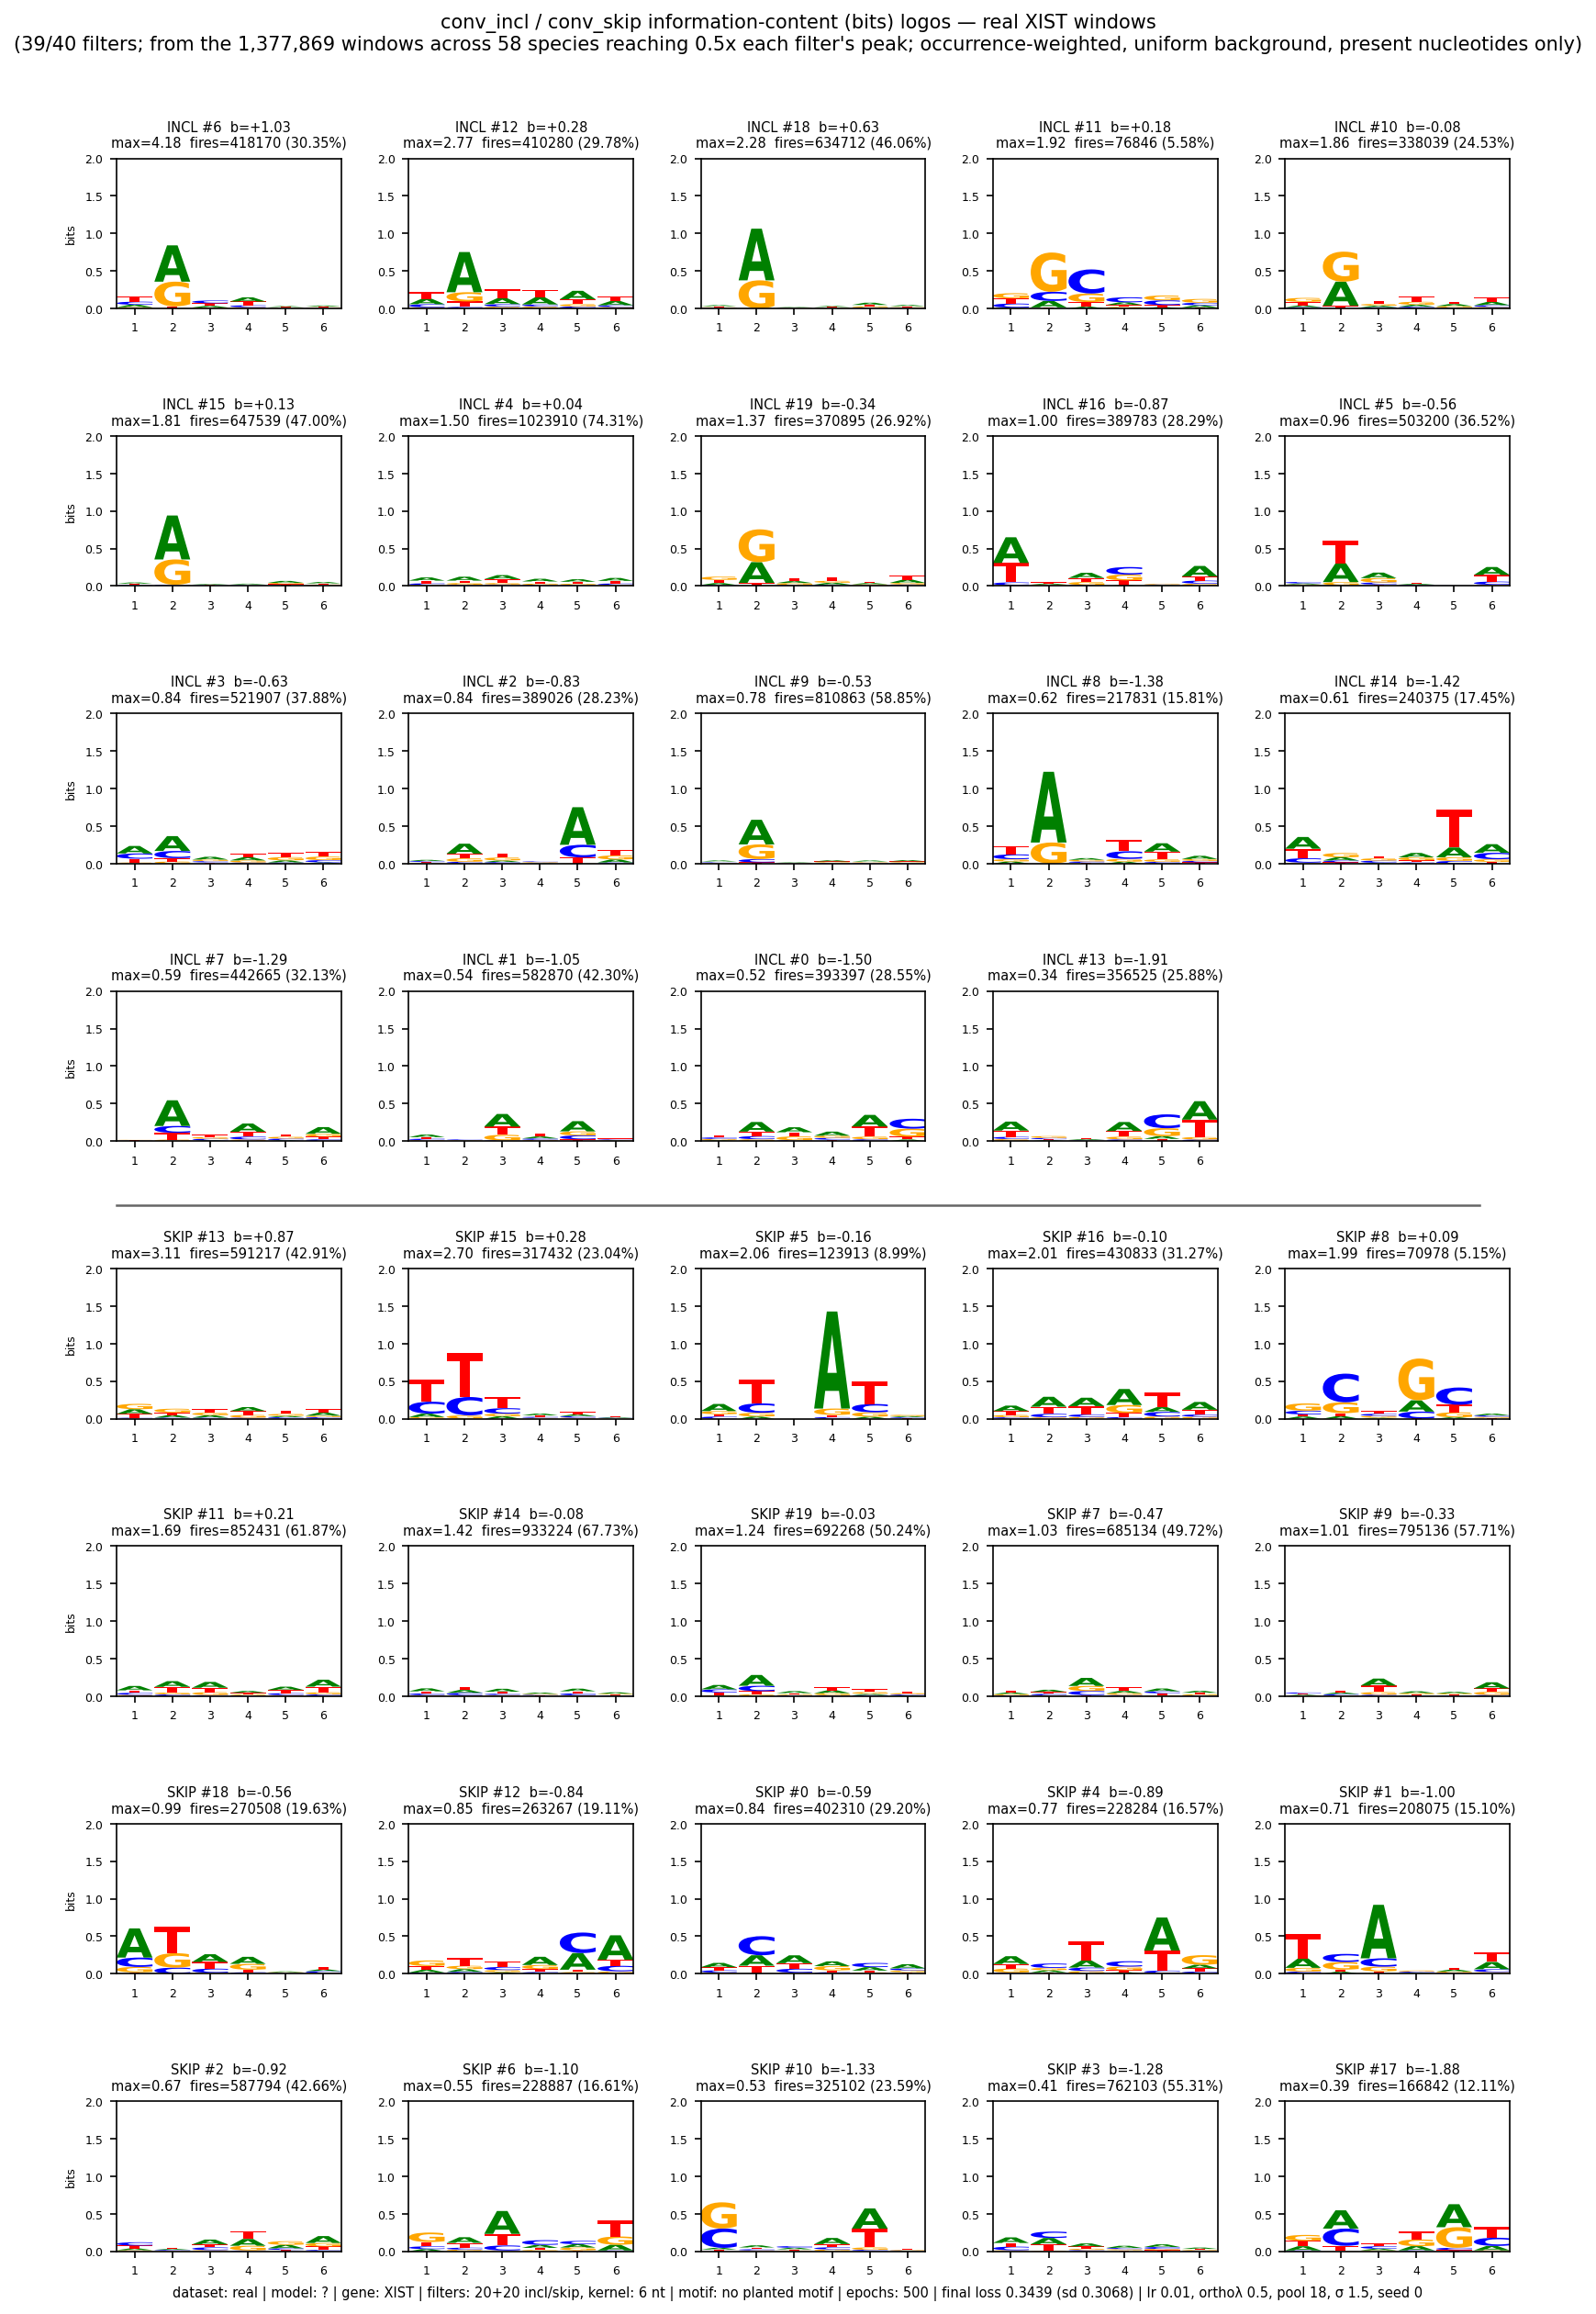 conv_incl / conv_skip information-content (bits) logos — real XIST windows
(39/40 filters; from the 1,377,869 windows across 58 species reaching 0.5x each filter's peak; occurrence-weighted, uniform background, present nucleotides only)
INCL #6 b=+1.03
max=4.18 fires=418170 (30.35%)
INCL #12 b=+0.28
max=2.77 fires=410280 (29.78%)
INCL #18 b=+0.63
max=2.28 fires=634712 (46.06%)
INCL #11 b=+0.18
max=1.92 fires=76846 (5.58%)
INCL #10 b=-0.08
max=1.86 fires=338039 (24.53%)
INCL #15 b=+0.13
max=1.81 fires=647539 (47.00%)
INCL #4 b=+0.04
max=1.50 fires=1023910 (74.31%)
INCL #19 b=-0.34
max=1.37 fires=370895 (26.92%)
INCL #16 b=-0.87
max=1.00 fires=389783 (28.29%)
INCL #5 b=-0.56
max=0.96 fires=503200 (36.52%)
INCL #3 b=-0.63
max=0.84 fires=521907 (37.88%)
INCL #2 b=-0.83
max=0.84 fires=389026 (28.23%)
INCL #9 b=-0.53
max=0.78 fires=810863 (58.85%)
INCL #8 b=-1.38
max=0.62 fires=217831 (15.81%)
INCL #14 b=-1.42
max=0.61 fires=240375 (17.45%)
INCL #7 b=-1.29
max=0.59 fires=442665 (32.13%)
INCL #1 b=-1.05
max=0.54 fires=582870 (42.30%)
INCL #0 b=-1.50
max=0.52 fires=393397 (28.55%)
INCL #13 b=-1.91
max=0.34 fires=356525 (25.88%)
SKIP #13 b=+0.87
max=3.11 fires=591217 (42.91%)
SKIP #15 b=+0.28
max=2.70 fires=317432 (23.04%)
SKIP #5 b=-0.16
max=2.06 fires=123913 (8.99%)
SKIP #16 b=-0.10
max=2.01 fires=430833 (31.27%)
SKIP #8 b=+0.09
max=1.99 fires=70978 (5.15%)
SKIP #11 b=+0.21
max=1.69 fires=852431 (61.87%)
SKIP #14 b=-0.08
max=1.42 fires=933224 (67.73%)
SKIP #19 b=-0.03
max=1.24 fires=692268 (50.24%)
SKIP #7 b=-0.47
max=1.03 fires=685134 (49.72%)
SKIP #9 b=-0.33
max=1.01 fires=795136 (57.71%)
SKIP #18 b=-0.56
max=0.99 fires=270508 (19.63%)
SKIP #12 b=-0.84
max=0.85 fires=263267 (19.11%)
SKIP #0 b=-0.59
max=0.84 fires=402310 (29.20%)
SKIP #4 b=-0.89
max=0.77 fires=228284 (16.57%)
SKIP #1 b=-1.00
max=0.71 fires=208075 (15.10%)
SKIP #2 b=-0.92
max=0.67 fires=587794 (42.66%)
SKIP #6 b=-1.10
max=0.55 fires=228887 (16.61%)
SKIP #10 b=-1.33
max=0.53 fires=325102 (23.59%)
SKIP #3 b=-1.28
max=0.41 fires=762103 (55.31%)
SKIP #17 b=-1.88
max=0.39 fires=166842 (12.11%)
dataset: real | model: ? | gene: XIST | filters: 20+20 incl/skip, kernel: 6 nt | motif: no planted motif | epochs: 500 | final loss 0.3439 (sd 0.3068) | lr 0.01, orthoλ 0.5, pool 18, σ 1.5, seed 0